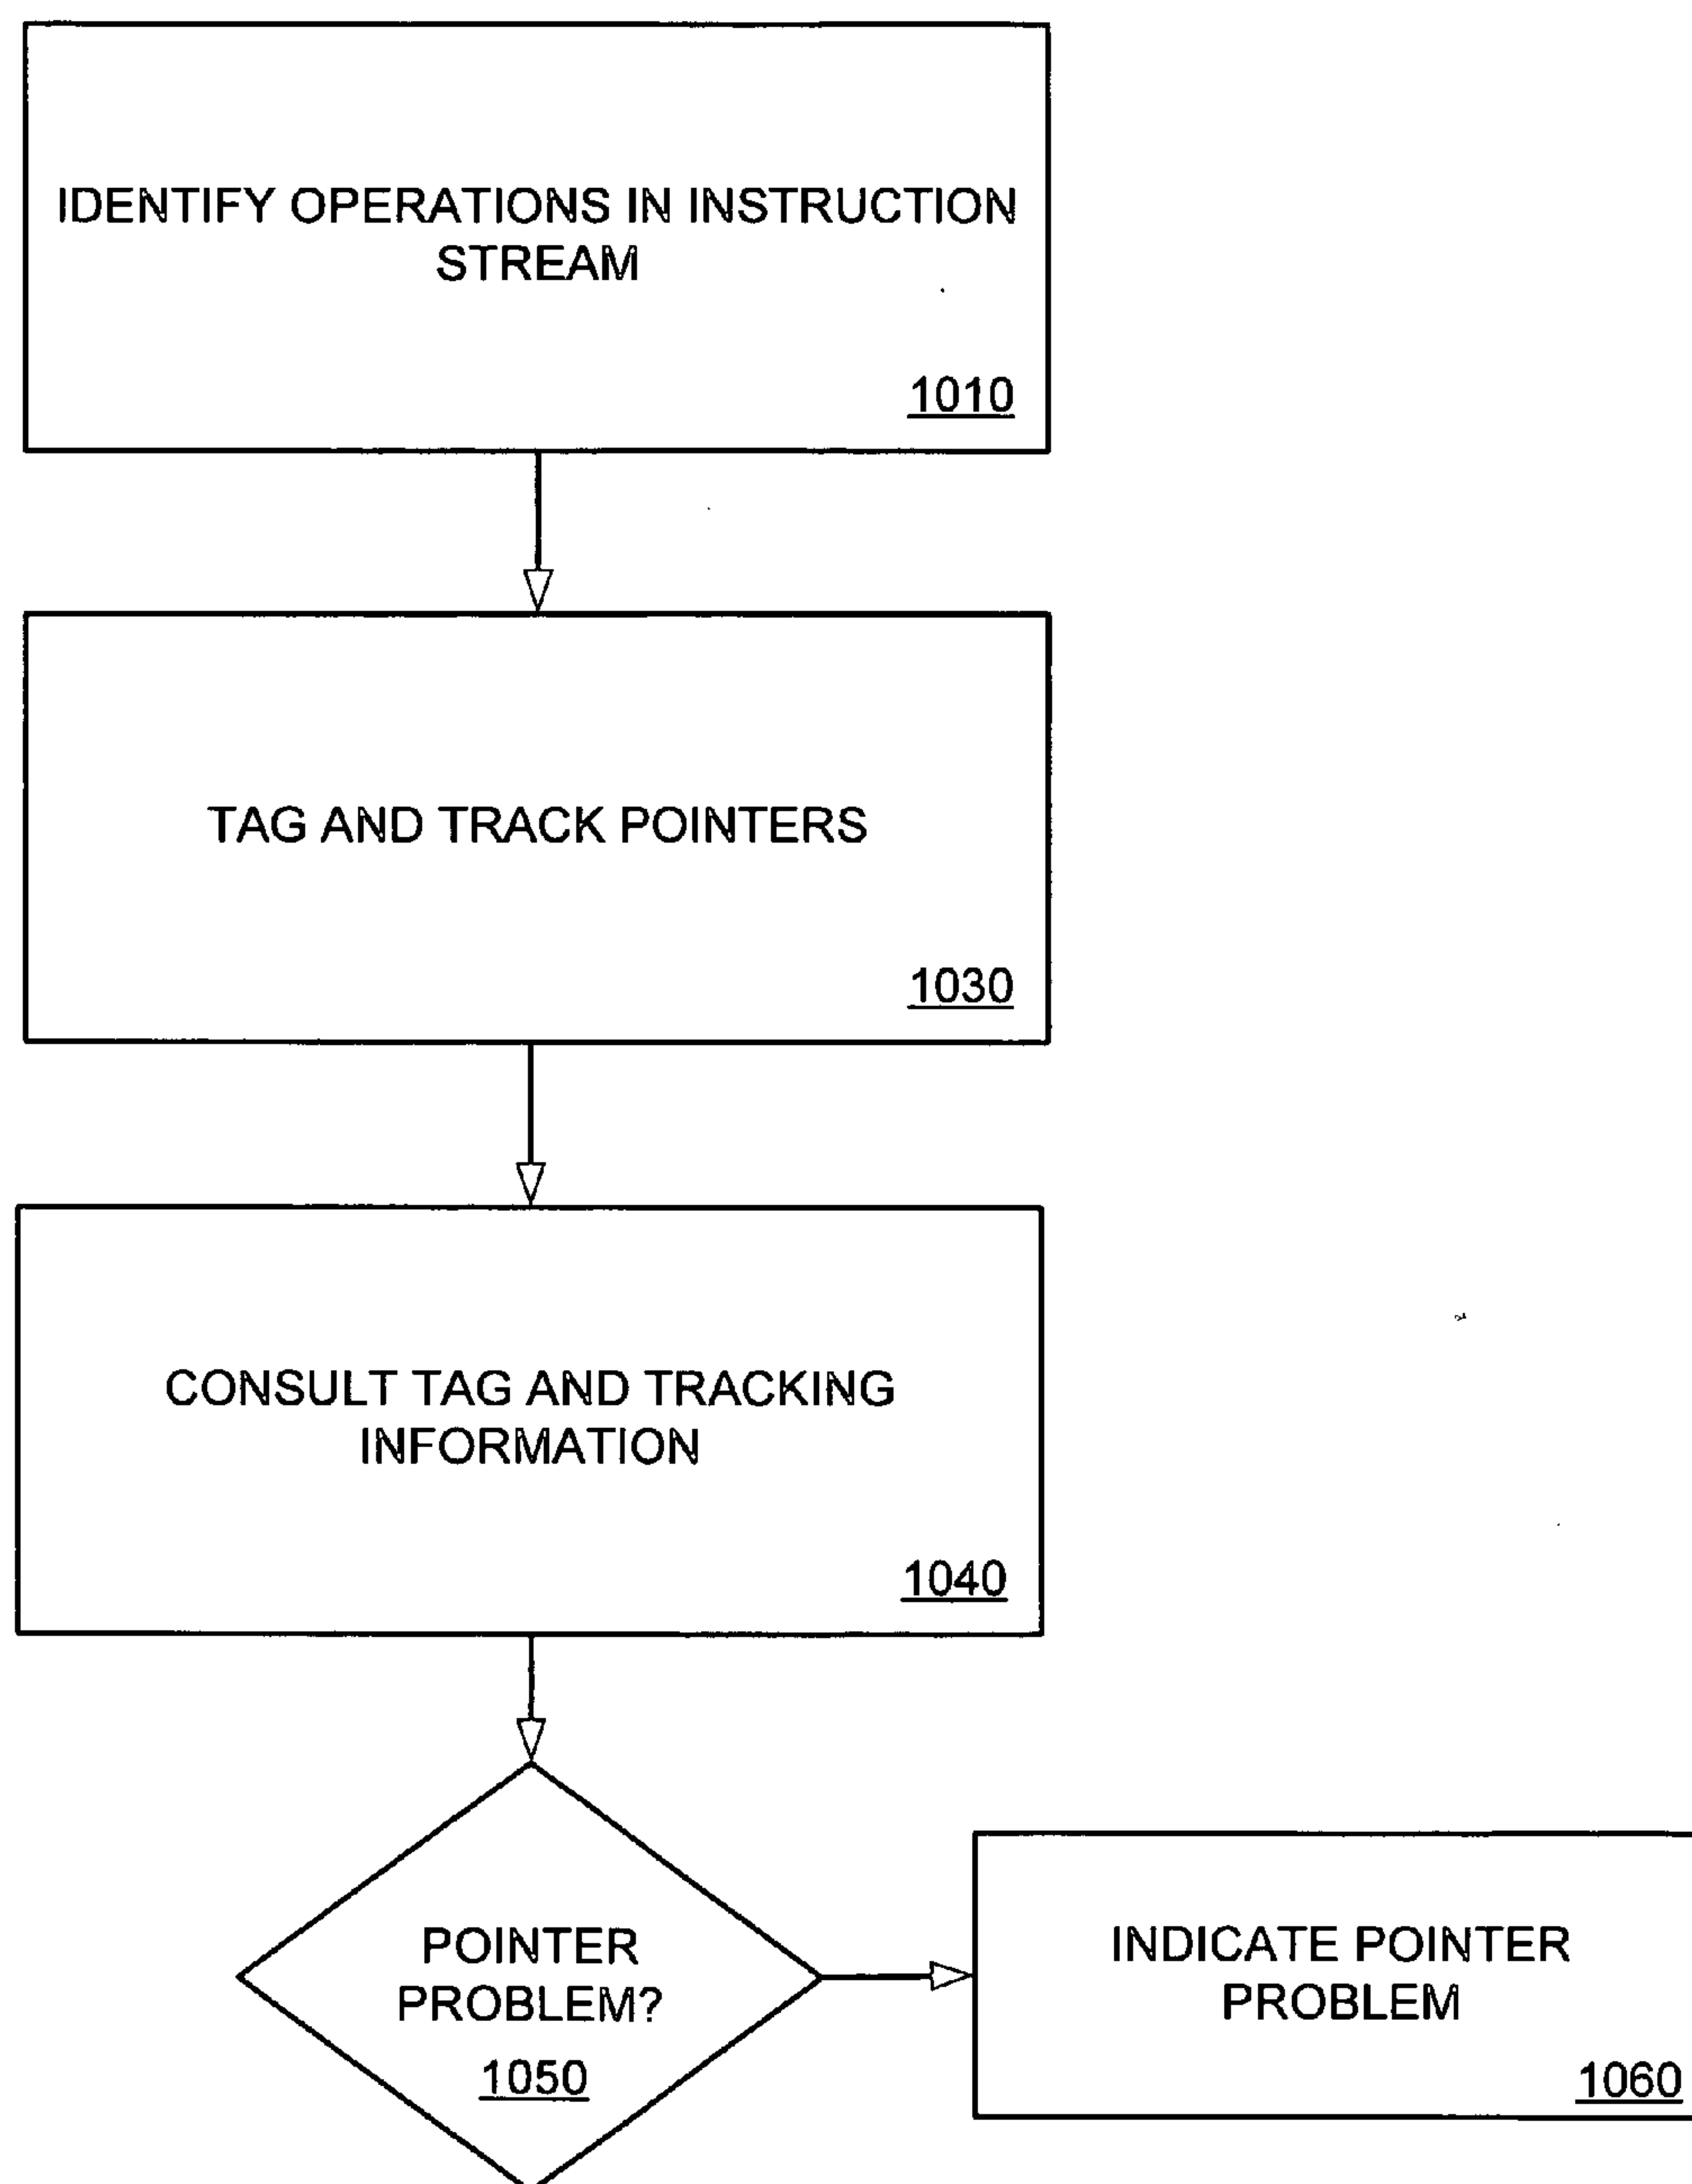 IDENTIFY OPERATIONS IN INSTRUCTION
STREAM
1010
TAG AND TRACK POINTERS
1030
CONSULT TAG AND TRACKING
INFORMATION
1040
POINTER
PROBLEM?
1050
INDICATE POINTER
PROBLEM
1060